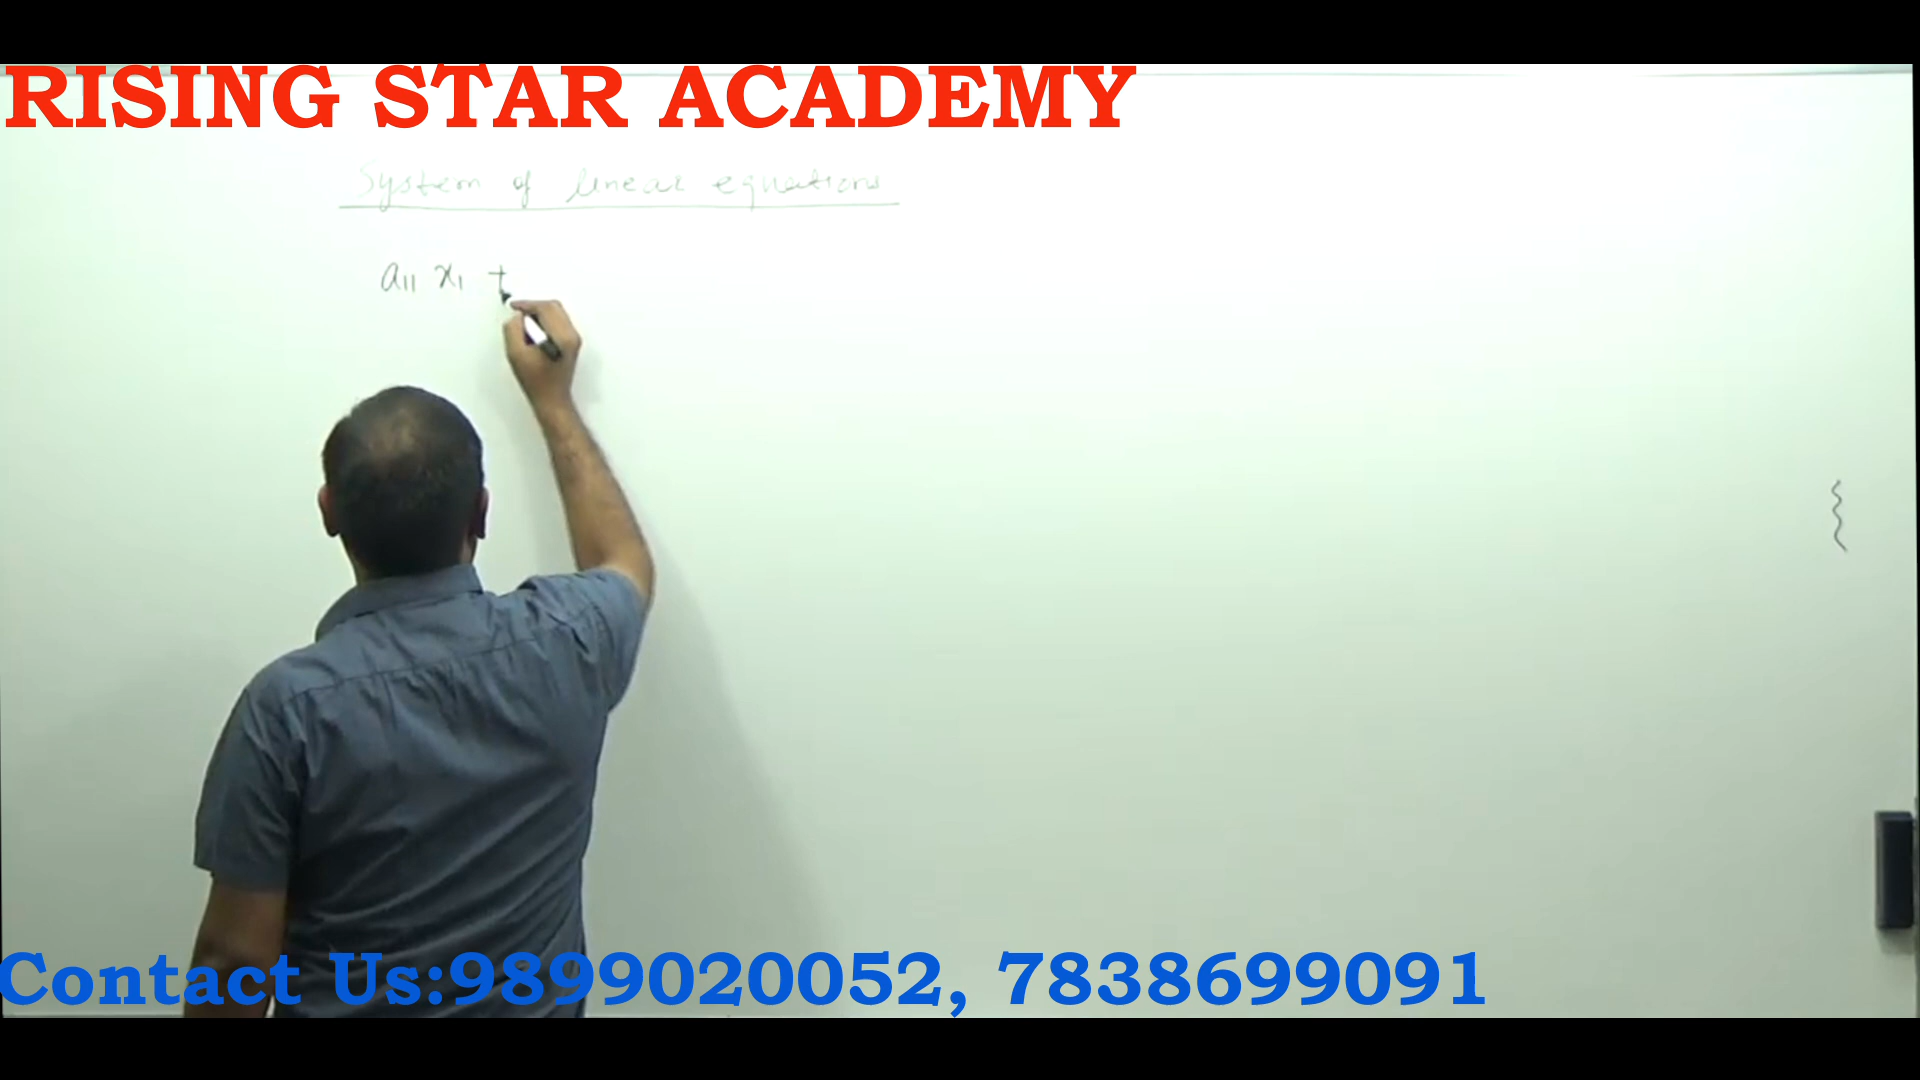 RISING STAR ACADEMY
System of linear equations
a11 x1 +
Contact Us:9899020052, 7838699091